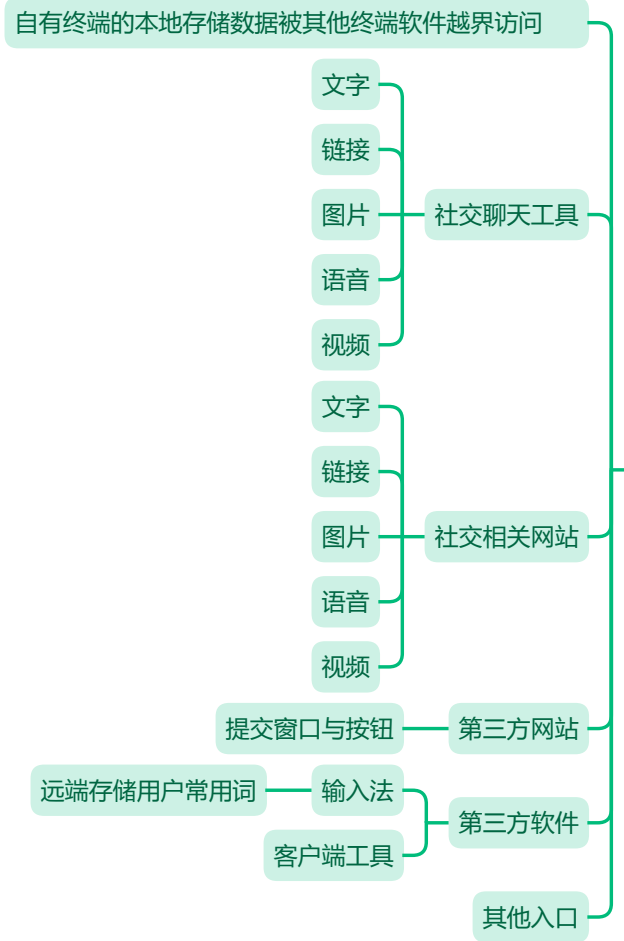 自有终端的本地存储数据被其他终端软件越界访问
文字
链接
图片
社交聊天工具
语音
视频
文字
链接
图片
社交相关网站
语音
视频
提交窗口与按钮
第三方网站
远端存储用户常用词
输入法
第三方软件
客户端工具
其他入口